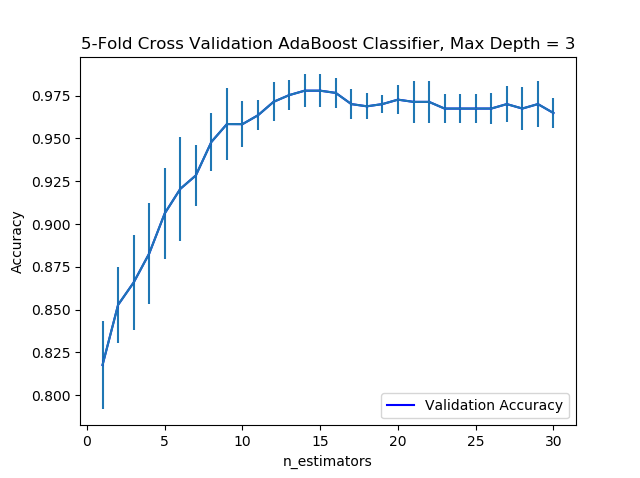 5-Fold Cross Validation AdaBoost Classifier, Max Depth = 3
0.975
0.950
0.925
0.900
0.875
0.850
0.825
0.800
Accuracy
Validation Accuracy
0 5 10 15 20 25 30
n_estimators